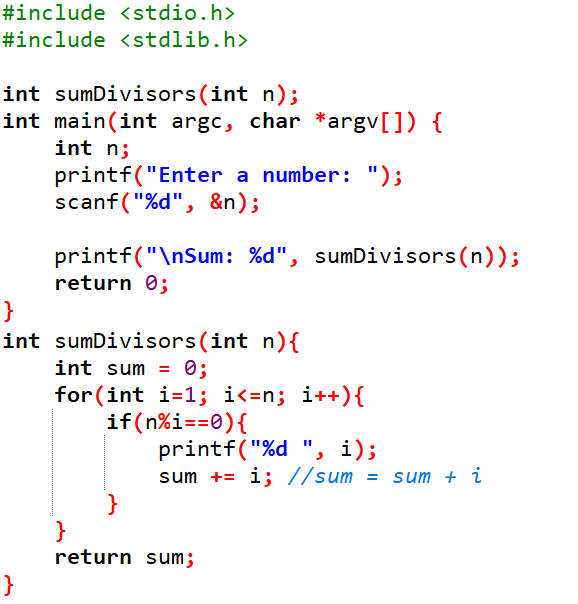 #include <stdio.h>
#include <stdlib.h>

int sumDivisors(int n);
int main(int argc, char *argv[]) {
    int n;
    printf("Enter a number: ");
    scanf("%d", &n);

    printf("\nSum: %d", sumDivisors(n));
    return 0;
}
int sumDivisors(int n){
    int sum = 0;
    for(int i=1; i<=n; i++){
        if(n%i==0){
            printf("%d ", i);
            sum += i; //sum = sum + i
        }
    }
    return sum;
}